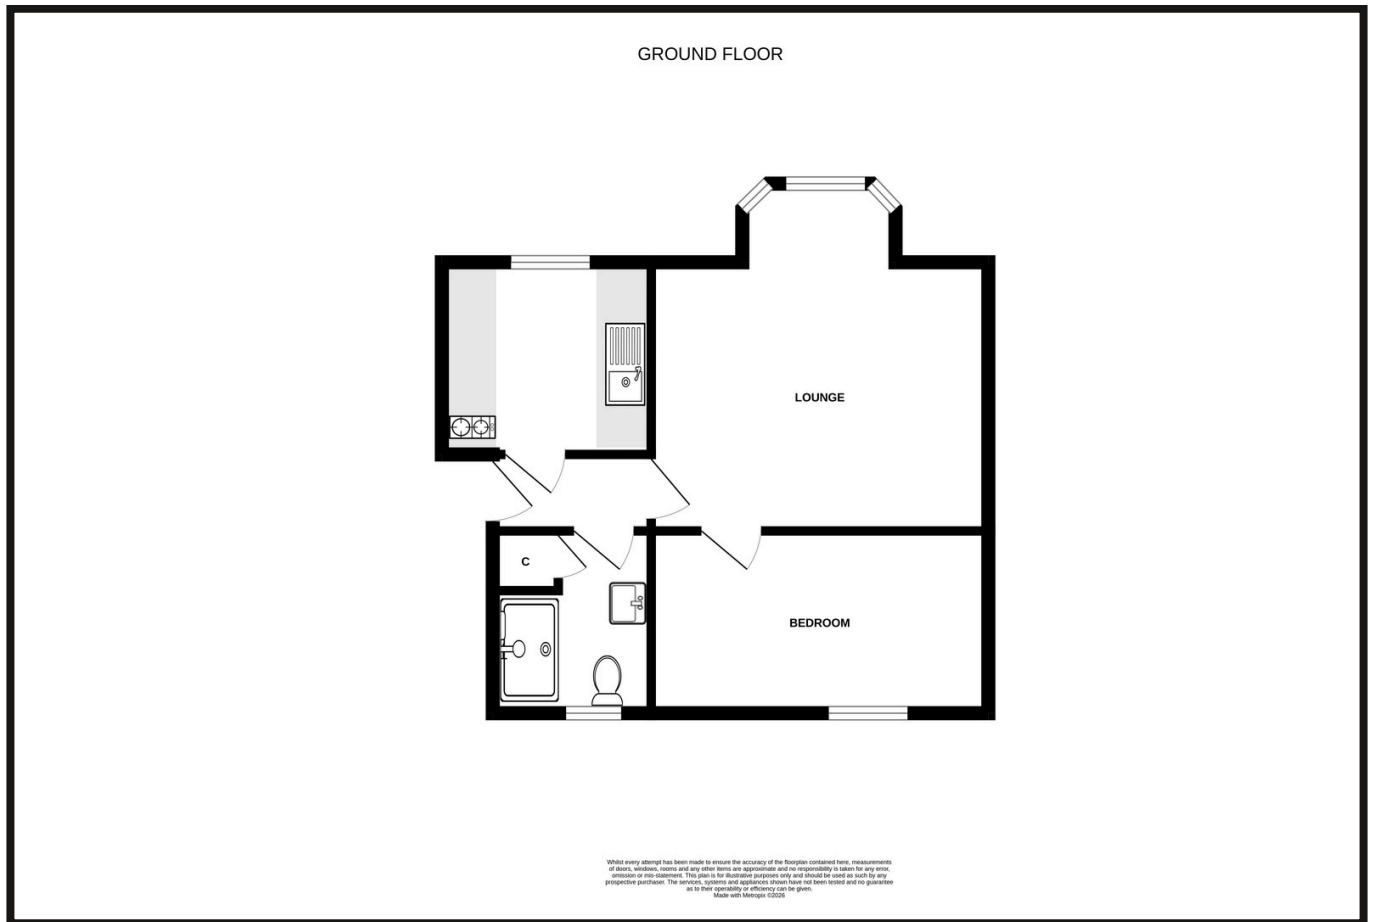 GROUND FLOOR
LOUNGE
C
BEDROOM
Whilst every attempt has been made to ensure the accuracy of the floorplan contained here, measurements
of doors, windows, rooms and any other items are approximate and no responsibility is taken for any error,
omission or mis-statement. This plan is for illustrative purposes only and should be used as such by any
prospective purchaser. The services, systems and appliances shown have not been tested and no guarantee
as to their operability or efficiency can be given.
Made with Metropix ©2026